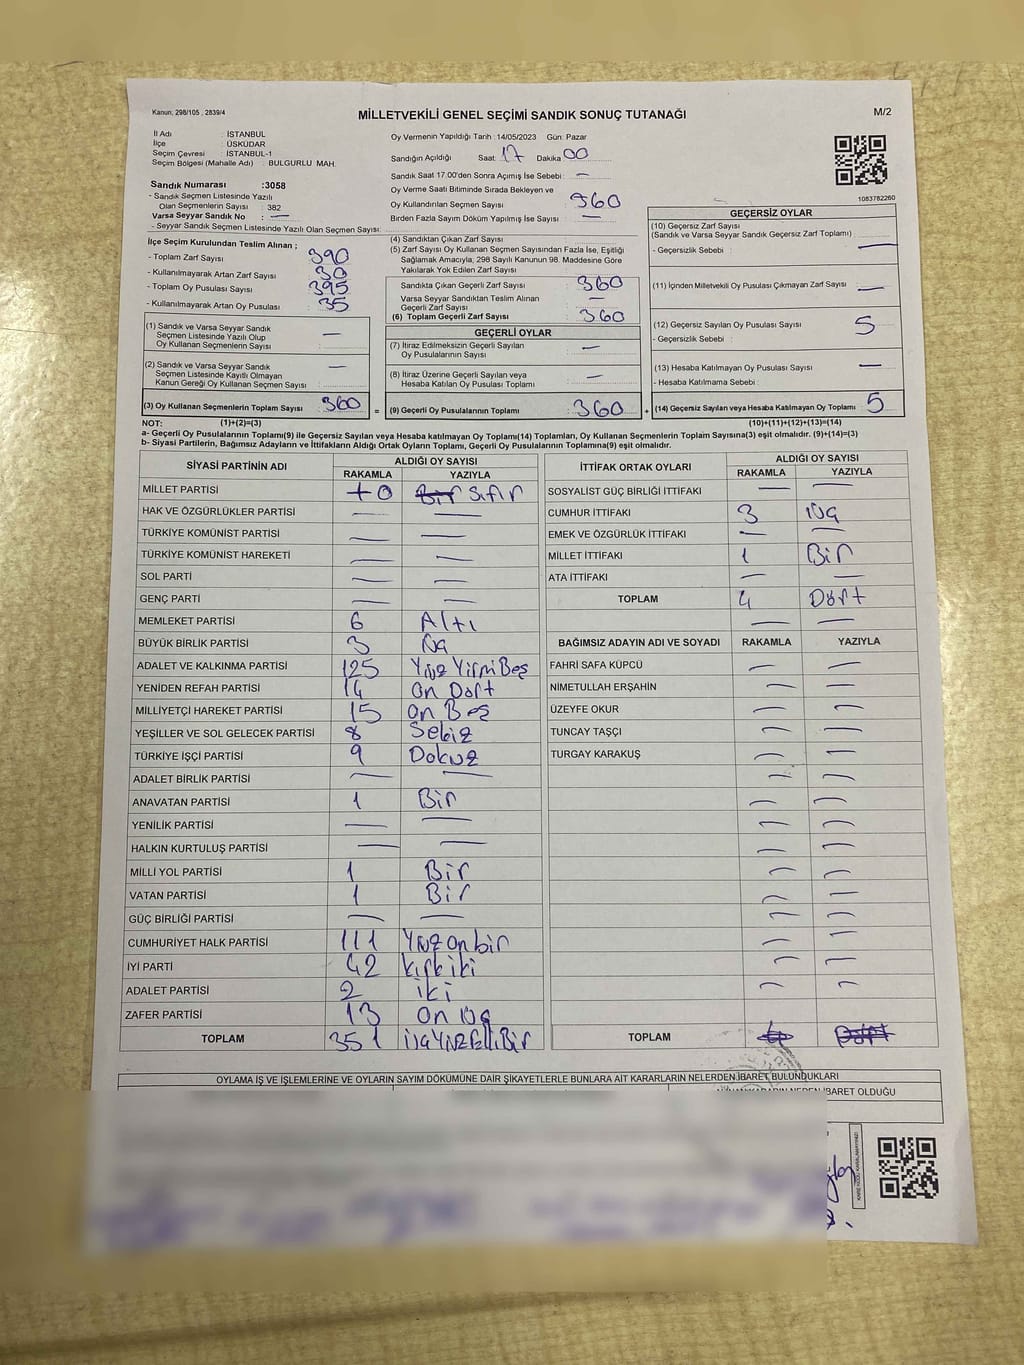 Kanun; 298/105 , 2839/4
MİLLETVEKİLİ GENEL SEÇİMİ SANDIK SONUÇ TUTANAĞI
M/2
İl Adı : İSTANBUL
İlçe : ÜSKÜDAR
Seçim Çevresi : İSTANBUL-1
Seçim Bölgesi (Mahalle Adı) : BULGURLU MAH.
Sandık Numarası :3058
- Sandık Seçmen Listesinde Yazılı
Olan Seçmenlerin Sayısı : 382
Varsa Seyyar Sandık No : —
- Seyyar Sandık Seçmen Listesinde Yazılı Olan Seçmen Sayısı:
Oy Vermenin Yapıldığı Tarih :14/05/2023 Gün: Pazar
Sandığın Açıldığı Saat: 17 Dakika 00
Sandık Saat 17.00'den Sonra Açımış İse Sebebi : —
Oy Verme Saati Bitiminde Sırada Bekleyen ve
Oy Kullandırılan Seçmen Sayısı : 360
Birden Fazla Sayım Döküm Yapılmış İse Sayısı : —
1083782260
İlçe Seçim Kurulundan Teslim Alınan ;
- Toplam Zarf Sayısı : 390
- Kullanılmayarak Artan Zarf Sayısı : 30
- Toplam Oy Pusulası Sayısı : 395
- Kullanılmayarak Artan Oy Pusulası : 35
(1) Sandık ve Varsa Seyyar Sandık
Seçmen Listesinde Yazılı Olup
Oy Kullanan Seçmenlerin Sayısı : —
(2) Sandık ve Varsa Seyyar Sandık
Seçmen Listesinde Kayıtlı Olmayan
Kanun Gereği Oy Kullanan Seçmen Sayısı : —
(3) Oy Kullanan Seçmenlerin Toplam Sayısı : 360
(4) Sandıktan Çıkan Zarf Sayısı :
(5) Zarf Sayısı Oy Kullanan Seçmen Sayısından Fazla İse, Eşitliği
Sağlamak Amacıyla, 298 Sayılı Kanunun 98. Maddesine Göre
Yakılarak Yok Edilen Zarf Sayısı :
Sandıkta Çıkan Geçerli Zarf Sayısı : 360
Varsa Seyyar Sandıktan Teslim Alınan
Geçerli Zarf Sayısı : —
(6) Toplam Geçerli Zarf Sayısı : 360
GEÇERLİ OYLAR
(7) İtiraz Edilmeksizin Geçerli Sayılan
Oy Pusulalarının Sayısı : —
(8) İtiraz Üzerine Geçerli Sayılan veya
Hesaba Katılan Oy Pusulası Toplamı : —
= (9) Geçerli Oy Pusulalarının Toplamı : 360
GEÇERSİZ OYLAR
(10) Geçersiz Zarf Sayısı
(Sandık ve Varsa Seyyar Sandık Geçersiz Zarf Toplamı) :
- Geçersizlik Sebebi : —
(11) İçinden Milletvekili Oy Pusulası Çıkmayan Zarf Sayısı : —
(12) Geçersiz Sayılan Oy Pusulası Sayısı : 5
- Geçersizlik Sebebi :
(13) Hesaba Katılmayan Oy Pusulası Sayısı : —
- Hesaba Katılmama Sebebi :
+ (14) Geçersiz Sayılan veya Hesaba Katılmayan Oy Toplamı : 5
NOT: (1)+(2)=(3) (10)+(11)+(12)+(13)=(14)
a- Geçerli Oy Pusulalarının Toplamı(9) ile Geçersiz Sayılan veya Hesaba katılmayan Oy Toplamı(14) Toplamları, Oy Kullanan Seçmenlerin Toplam Sayısına(3) eşit olmalıdır. (9)+(14)=(3)
b- Siyasi Partilerin, Bağımsız Adayların ve İttifakların Aldığı Ortak Oyların Toplamı, Geçerli Oy Pusulalarının Toplamına(9) eşit olmalıdır.
SİYASİ PARTİNİN ADI ALDIĞI OY SAYISI
RAKAMLA YAZIYLA
MİLLET PARTİSİ 0 Bir Sıfır
HAK VE ÖZGÜRLÜKLER PARTİSİ — —
TÜRKİYE KOMÜNİST PARTİSİ — —
TÜRKİYE KOMÜNİST HAREKETİ — —
SOL PARTİ — —
GENÇ PARTİ — —
MEMLEKET PARTİSİ 6 Altı
BÜYÜK BİRLİK PARTİSİ 3 Üç
ADALET VE KALKINMA PARTİSİ 125 Yüz Yirmi Beş
YENİDEN REFAH PARTİSİ 14 On Dört
MİLLİYETÇİ HAREKET PARTİSİ 15 On Beş
YEŞİLLER VE SOL GELECEK PARTİSİ 8 Sekiz
TÜRKİYE İŞÇİ PARTİSİ 9 Dokuz
ADALET BİRLİK PARTİSİ — —
ANAVATAN PARTİSİ 1 Bir
YENİLİK PARTİSİ — —
HALKIN KURTULUŞ PARTİSİ — —
MİLLİ YOL PARTİSİ 1 Bir
VATAN PARTİSİ 1 Bir
GÜÇ BİRLİĞİ PARTİSİ — —
CUMHURİYET HALK PARTİSİ 111 Yüz on bir
İYİ PARTİ 42 Kırk iki
ADALET PARTİSİ 2 iki
ZAFER PARTİSİ 13 On üç
TOPLAM 351 üçYüzElliBir
İTTİFAK ORTAK OYLARI ALDIĞI OY SAYISI
RAKAMLA YAZIYLA
SOSYALİST GÜÇ BİRLİĞİ İTTİFAKI — —
CUMHUR İTTİFAKI 3 Üç
EMEK VE ÖZGÜRLÜK İTTİFAKI — —
MİLLET İTTİFAKI 1 Bir
ATA İTTİFAKI — —
TOPLAM 4 Dört
— —
BAĞIMSIZ ADAYIN ADI VE SOYADI RAKAMLA YAZIYLA
FAHRİ SAFA KÜPCÜ — —
NİMETULLAH ERŞAHİN — —
ÜZEYFE OKUR — —
TUNCAY TAŞÇI — —
TURGAY KARAKUŞ — —
TOPLAM 4 Dört
OYLAMA İŞ VE İŞLEMLERİNE VE OYLARIN SAYIM DÖKÜMÜNE DAİR ŞİKAYETLERLE BUNLARA AİT KARARLARIN NELERDEN İBARET BULUNDUKLARI
İBARET OLDUĞU